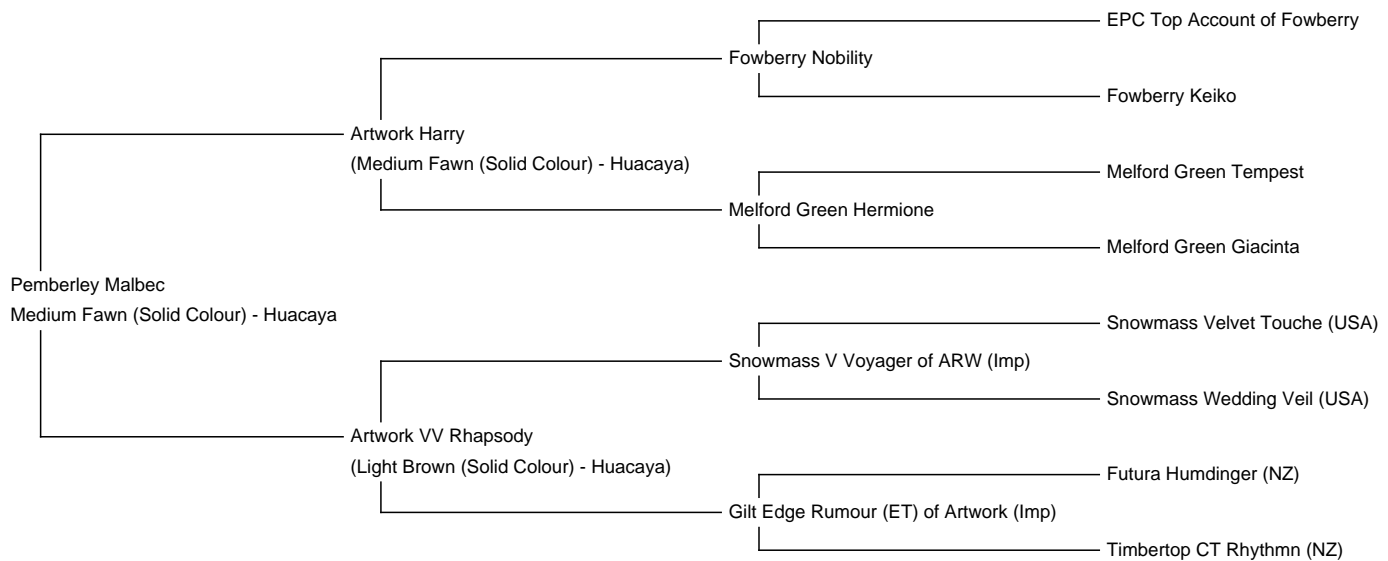 EPC Top Account of Fowberry
Fowberry Nobility
Fowberry Keiko
Artwork Harry
(Medium Fawn (Solid Colour) - Huacaya)
Melford Green Tempest
Melford Green Hermione
Melford Green Giacinta
Pemberley Malbec
Medium Fawn (Solid Colour) - Huacaya
Snowmass Velvet Touche (USA)
Snowmass V Voyager of ARW (Imp)
Snowmass Wedding Veil (USA)
Artwork VV Rhapsody
(Light Brown (Solid Colour) - Huacaya)
Futura Humdinger (NZ)
Gilt Edge Rumour (ET) of Artwork (Imp)
Timbertop CT Rhythmn (NZ)